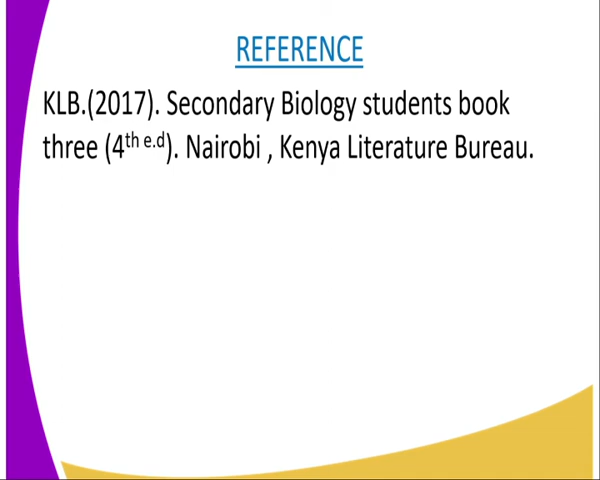 REFERENCE
KLB.(2017). Secondary Biology students book
three (4th e.d). Nairobi , Kenya Literature Bureau.